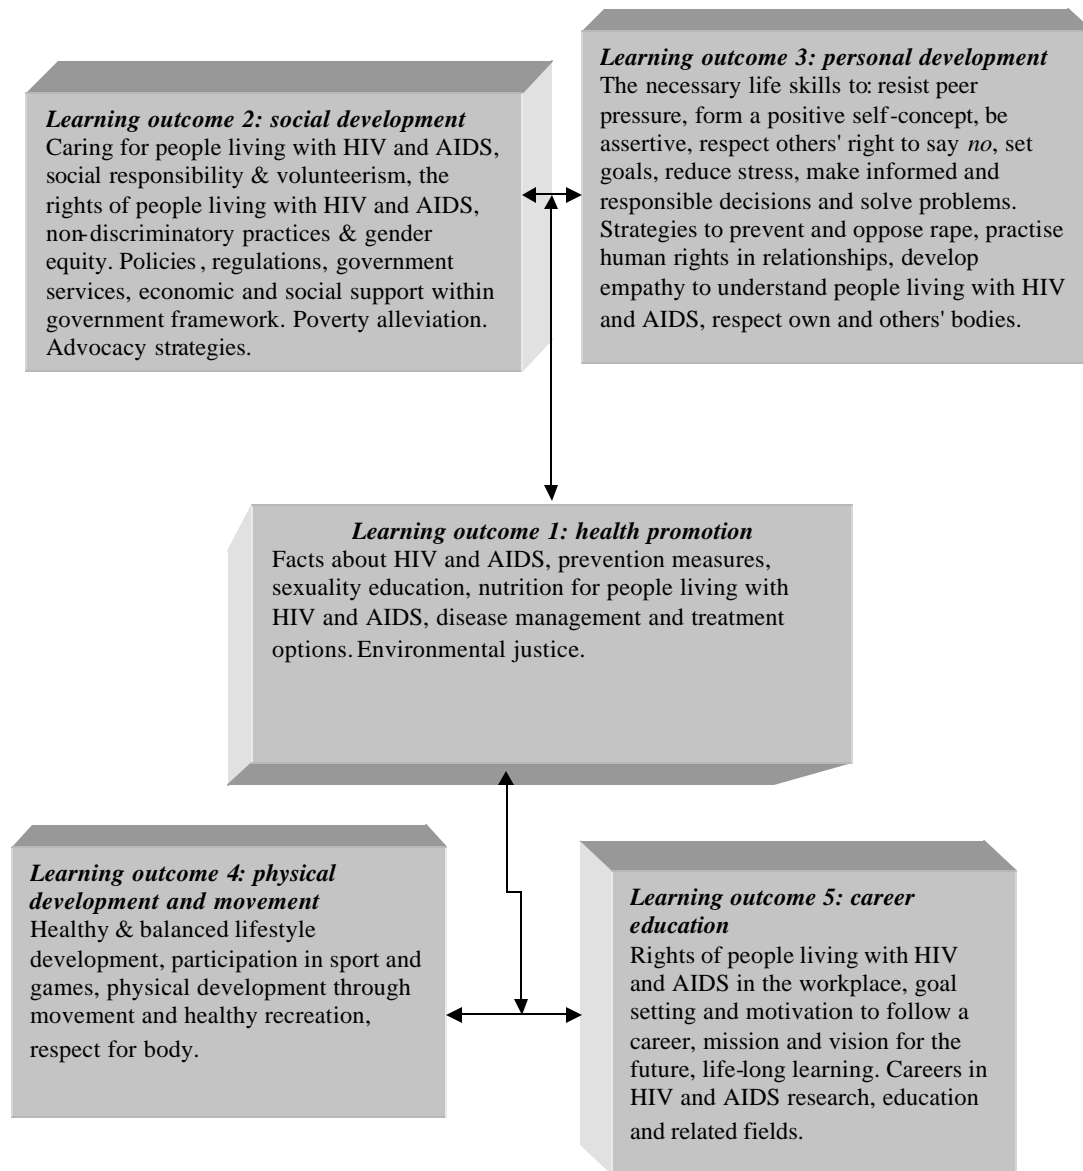 Learning outcome 2: social development
Caring for people living with HIV and AIDS,
social responsibility & volunteerism, the
rights of people living with HIV and AIDS,
non-discriminatory practices & gender
equity. Policies, regulations, government
services, economic and social support within
government framework. Poverty alleviation.
Advocacy strategies.
Learning outcome 3: personal development
The necessary life skills to: resist peer
pressure, form a positive self-concept, be
assertive, respect others' right to say no, set
goals, reduce stress, make informed and
responsible decisions and solve problems.
Strategies to prevent and oppose rape, practise
human rights in relationships, develop
empathy to understand people living with HIV
and AIDS, respect own and others' bodies.
Learning outcome 1: health promotion
Facts about HIV and AIDS, prevention measures,
sexuality education, nutrition for people living with
HIV and AIDS, disease management and treatment
options. Environmental justice.
Learning outcome 4: physical
development and movement
Healthy & balanced lifestyle
development, participation in sport and
games, physical development through
movement and healthy recreation,
respect for body.
Learning outcome 5: career
education
Rights of people living with HIV
and AIDS in the workplace, goal
setting and motivation to follow a
career, mission and vision for the
future, life-long learning. Careers in
HIV and AIDS research, education
and related fields.